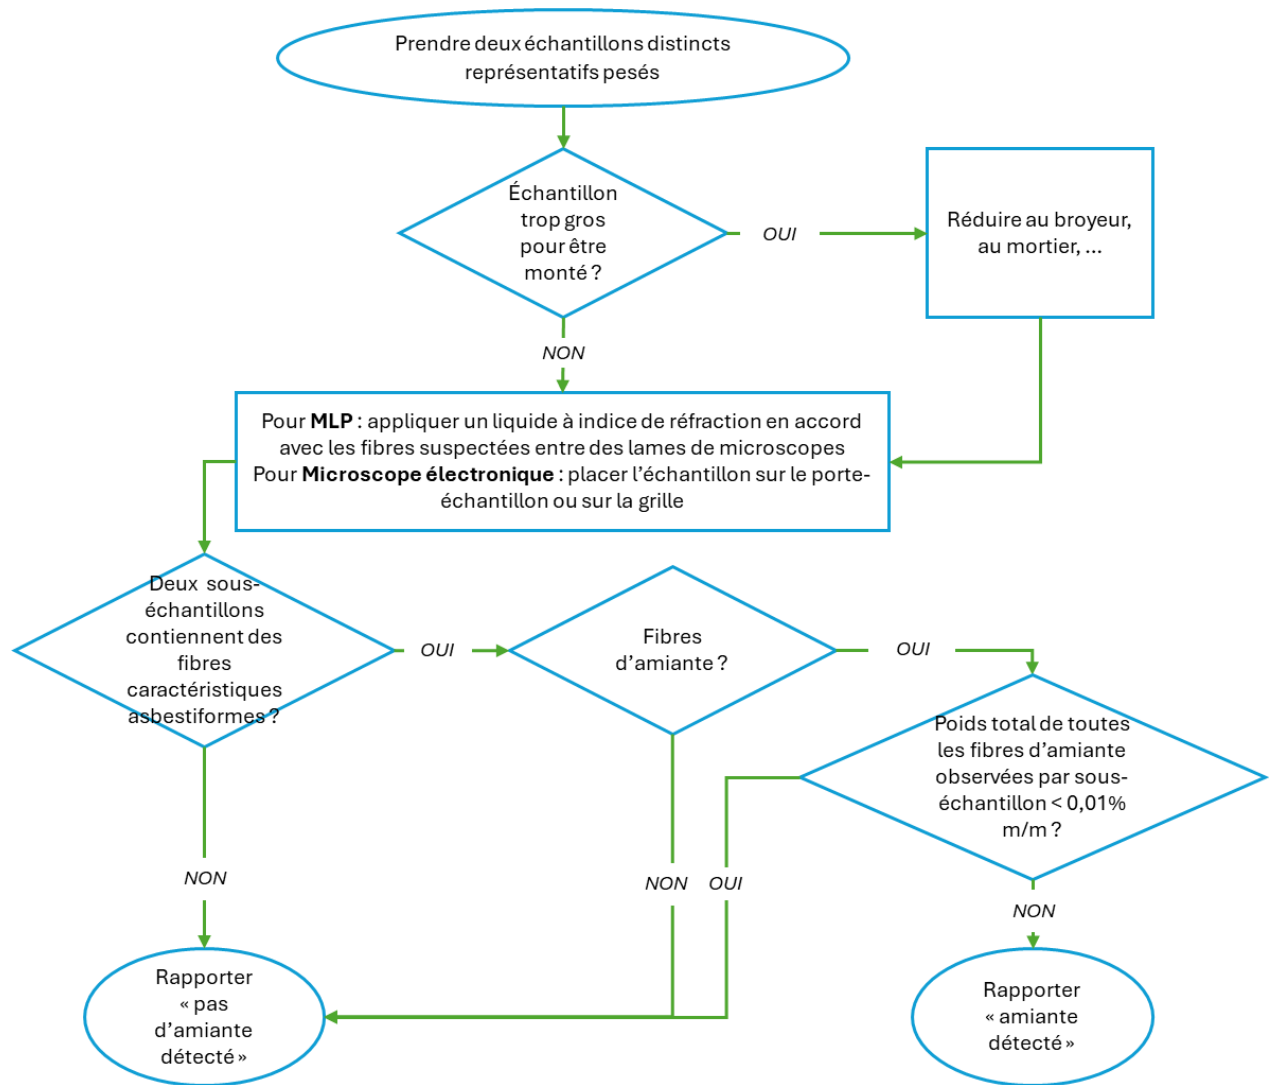 Prendre deux échantillons distincts
représentatifs pesés
Échantillon
trop gros
pour être
monté ?
OUI
Réduire au broyeur,
au mortier, ...
NON
Pour MLP : appliquer un liquide à indice de réfraction en accord
avec les fibres suspectées entre des lames de microscopes
Pour Microscope électronique : placer l'échantillon sur le porte-
échantillon ou sur la grille
Deux sous-
échantillons
contiennent des
fibres
caractéristiques
asbestiformes ?
OUI
Fibres
d'amiante ?
OUI
Poids total de toutes
les fibres d'amiante
observées par sous-
échantillon < 0,01%
m/m ?
NON
NON
OUI
NON
Rapporter
« pas
d'amiante
détecté »
Rapporter
« amiante
détecté »